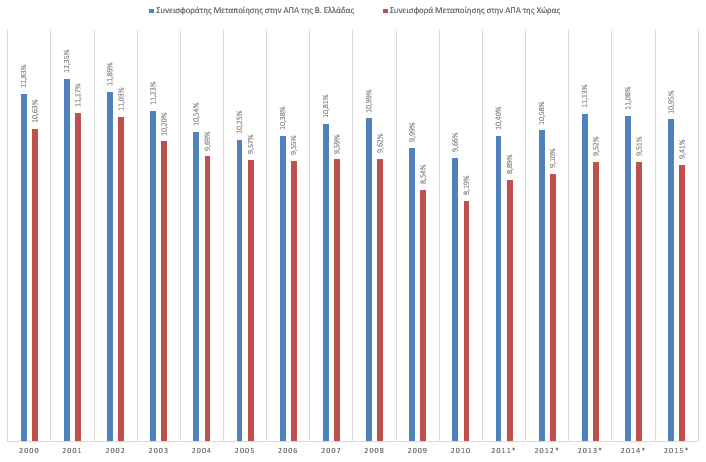 Συνεισφοράτης Μεταποίησης στην ΑΠΑ της Β. Ελλάδας Συνεισφορά Μεταποίησης στην ΑΠΑ της Χώρας
11,83% 10,63% 12,35% 11,17% 11,89% 11,03% 11,23% 10,20% 10,54% 9,69% 10,25% 9,57% 10,38% 9,55% 10,81% 9,59% 10,99% 9,62% 9,99% 8,54% 9,66% 8,19% 10,40% 8,89% 10,58% 9,10% 11,13% 9,52% 11,08% 9,51% 10,95% 9,41%
2000 2001 2002 2003 2004 2005 2006 2007 2008 2009 2010 2011* 2012* 2013* 2014* 2015*